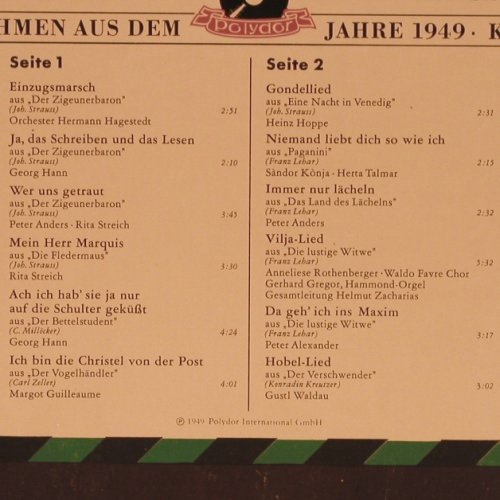 HMEN AUS DEM polydor JAHRE 1949 · K
Seite 1
Einzugsmarsch
aus „Der Zigeunerbaron"
(Joh. Strauss) 2:51
Orchester Hermann Hagestedt
Ja, das Schreiben und das Lesen
aus „Der Zigeunerbaron"
(Joh. Strauss) 2:10
Georg Hann
Wer uns getraut
aus „Der Zigeunerbaron"
(Joh. Strauss) 3:45
Peter Anders · Rita Streich
Mein Herr Marquis
aus „Die Fledermaus"
(Joh. Strauss) 3:30
Rita Streich
Ach ich hab' sie ja nur
auf die Schulter geküßt
aus „Der Bettelstudent"
(C. Millöcker) 4:24
Georg Hann
Ich bin die Christel von der Post
aus „Der Vogelhändler"
(Carl Zeller) 4:01
Margot Guilleaume
Seite 2
Gondellied
aus „Eine Nacht in Venedig"
(Joh. Strauss) 2:31
Heinz Hoppe
Niemand liebt dich so wie ich
aus „Paganini"
(Franz Lehar) 2:15
Sàndor Kònja · Herta Talmar
Immer nur lächeln
aus „Das Land des Lächelns"
(Franz Lehar) 2:32
Peter Anders
Vilja-Lied
aus „Die lustige Witwe"
(Franz Lehar) 5:32
Anneliese Rothenberger · Waldo Favre Chor
Gerhard Gregor, Hammond-Orgel
Gesamtleitung Helmut Zacharias
Da geh' ich ins Maxim
aus „Die lustige Witwe"
(Franz Lehar) 3:17
Peter Alexander
Hobel-Lied
aus „Der Verschwender"
(Konradin Kreutzer) 3:02
Gustl Waldau
℗ 1949 Polydor International GmbH